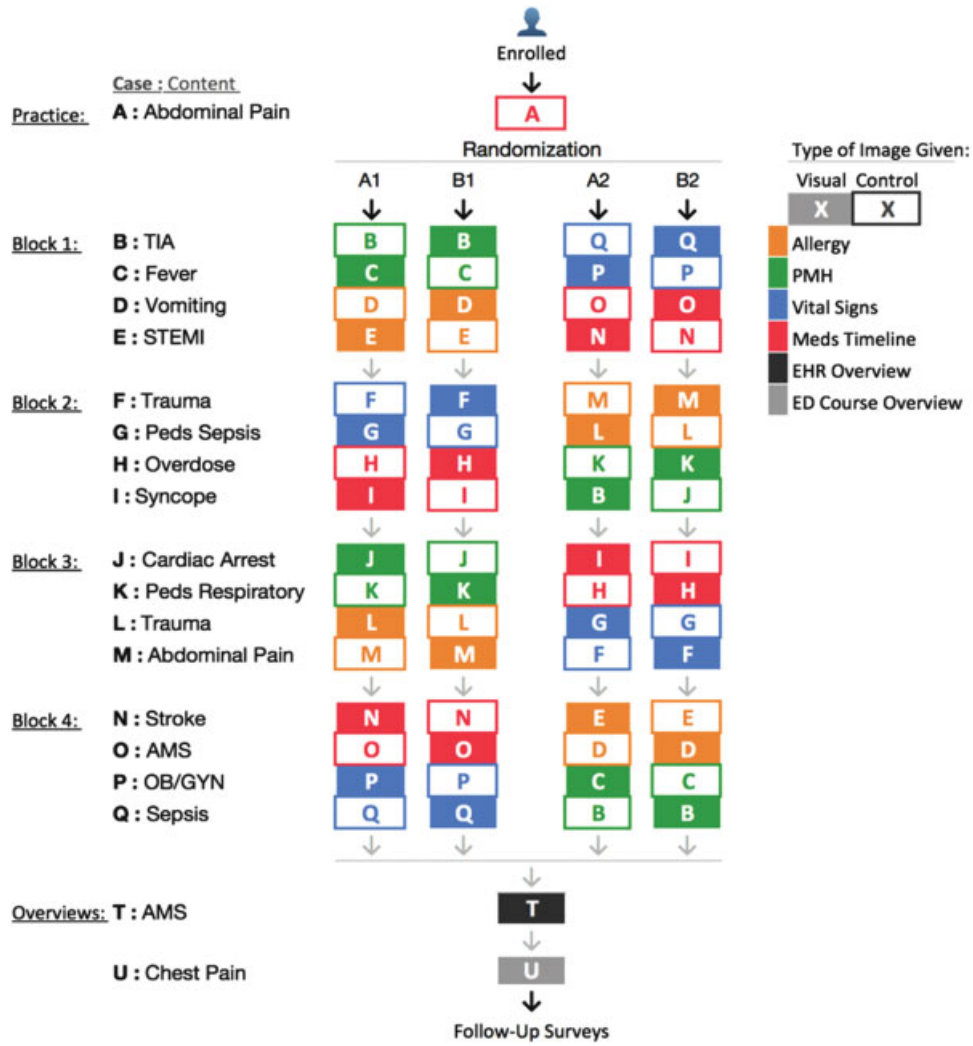 Enrolled
Case : Content
Practice: A : Abdominal Pain A
Randomization
Type of Image Given:
A1 B1 A2 B2
Visual Control
X X
Block 1: B : TIA B B Q Q
Allergy
C : Fever C C P P
PMH
D : Vomiting D D O O
Vital Signs
E : STEMI E E N N
Meds Timeline
EHR Overview
ED Course Overview
Block 2: F : Trauma F F M M
G : Peds Sepsis G G L L
H : Overdose H H K K
I : Syncope I I B J
Block 3: J : Cardiac Arrest J J I I
K : Peds Respiratory K K H H
L : Trauma L L G G
M : Abdominal Pain M M F F
Block 4: N : Stroke N N E E
O : AMS O O D D
P : OB/GYN P P C C
Q : Sepsis Q Q B B
Overviews: T : AMS T
U : Chest Pain U
Follow-Up Surveys